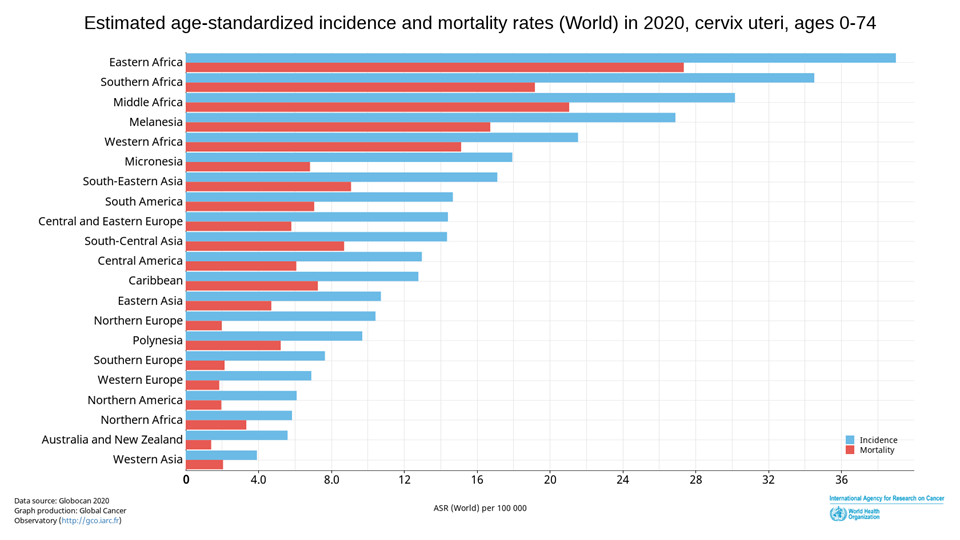 Estimated age-standardized incidence and mortality rates (World) in 2020, cervix uteri, ages 0-74
Eastern Africa
Southern Africa
Middle Africa
Melanesia
Western Africa
Micronesia
South-Eastern Asia
South America
Central and Eastern Europe
South-Central Asia
Central America
Caribbean
Eastern Asia
Northern Europe
Polynesia
Southern Europe
Western Europe
Northern America
Northern Africa
Australia and New Zealand
Western Asia
Incidence
Mortality
0 4.0 8.0 12 16 20 24 28 32 36
ASR (World) per 100 000
Data source: Globocan 2020
Graph production: Global Cancer
Observatory (http://gco.iarc.fr)
International Agency for Research on Cancer
World Health
Organization